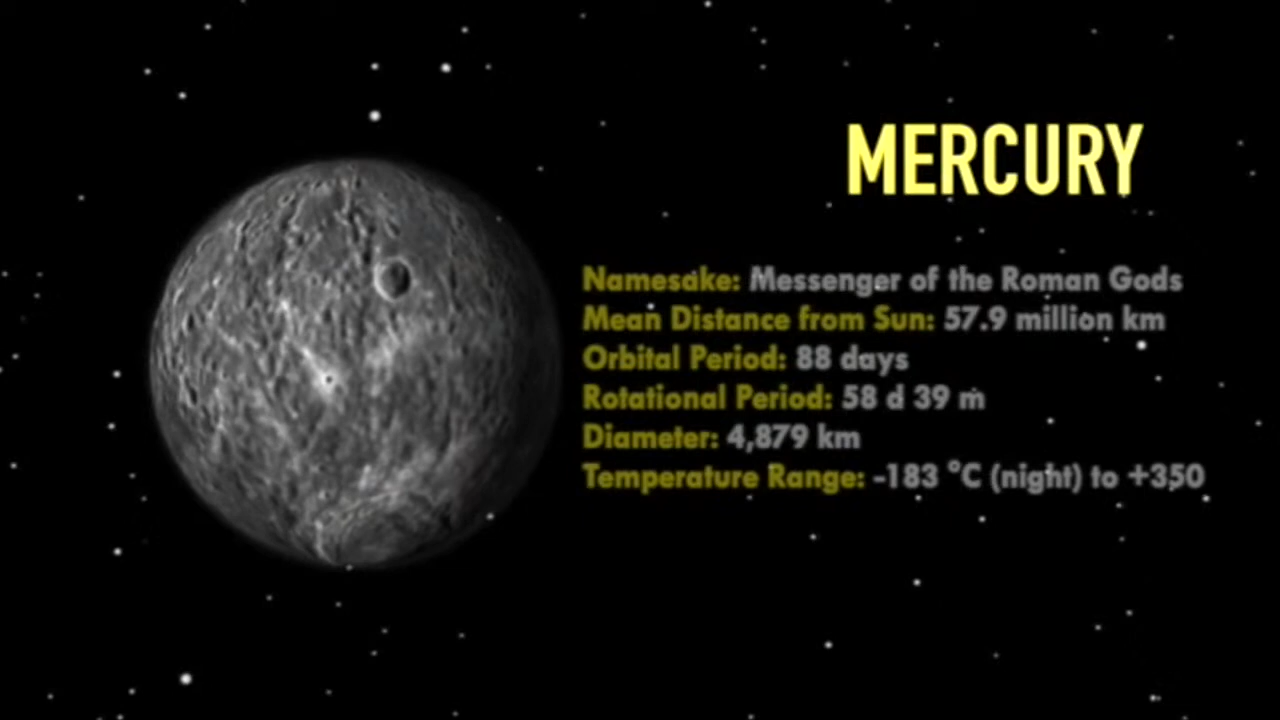 MERCURY
Namesake: Messenger of the Roman Gods
Mean Distance from Sun: 57.9 million km
Orbital Period: 88 days
Rotational Period: 58 d 39 m
Diameter: 4,879 km
Temperature Range: -183 °C (night) to +350